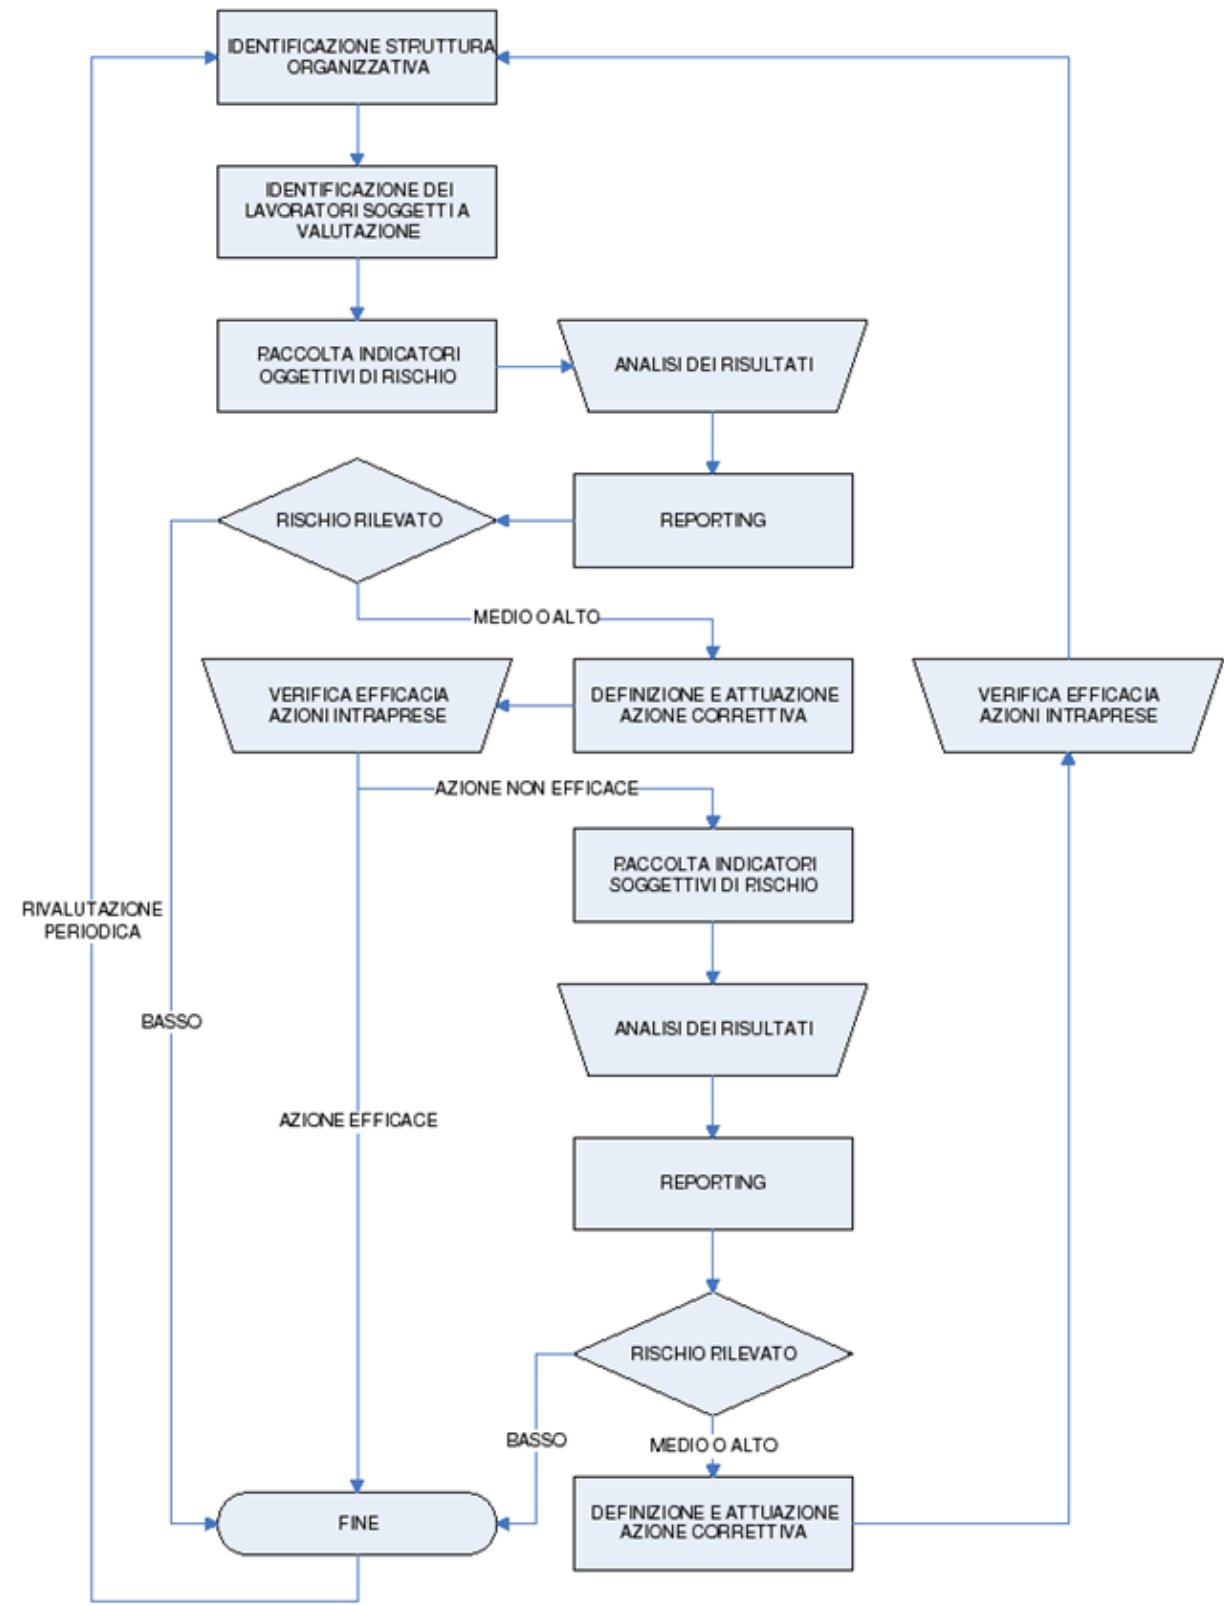 IDENTIFICAZIONE STRUTTURA
ORGANIZZATIVA
IDENTIFICAZIONE DEI
LAVORATORI SOGGETTI A
VALUTAZIONE
RACCOLTA INDICATORI
OGGETTIVI DI RISCHIO
ANALISI DEI RISULTATI
REPORTING
RISCHIO RILEVATO
MEDIO O ALTO
DEFINIZIONE E ATTUAZIONE
AZIONE CORRETTIVA
VERIFICA EFFICACIA
AZIONI INTRAPRESE
VERIFICA EFFICACIA
AZIONI INTRAPRESE
AZIONE NON EFFICACE
RACCOLTA INDICATORI
SOGGETTIVI DI RISCHIO
RIVALUTAZIONE
PERIODICA
BASSO
ANALISI DEI RISULTATI
AZIONE EFFICACE
REPORTING
RISCHIO RILEVATO
BASSO
MEDIO O ALTO
DEFINIZIONE E ATTUAZIONE
AZIONE CORRETTIVA
FINE